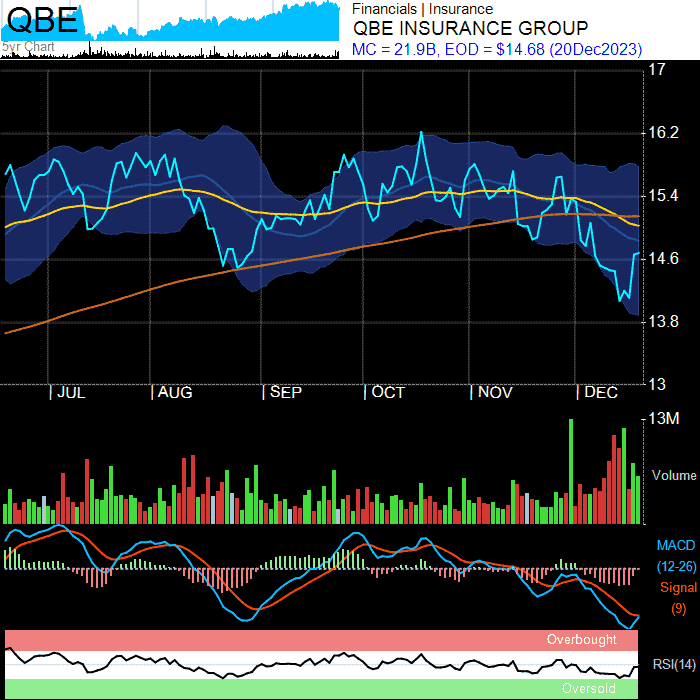 QBE
5yr Chart
Financials | Insurance
QBE INSURANCE GROUP
MC = 21.9B, EOD = $14.68 (20Dec2023)
17
16.2
15.4
14.6
13.8
13
| JUL | AUG | SEP | OCT | NOV | DEC
13M
Volume
MACD
(12-26)
Signal
(9)
Overbought
RSI(14)
Oversold